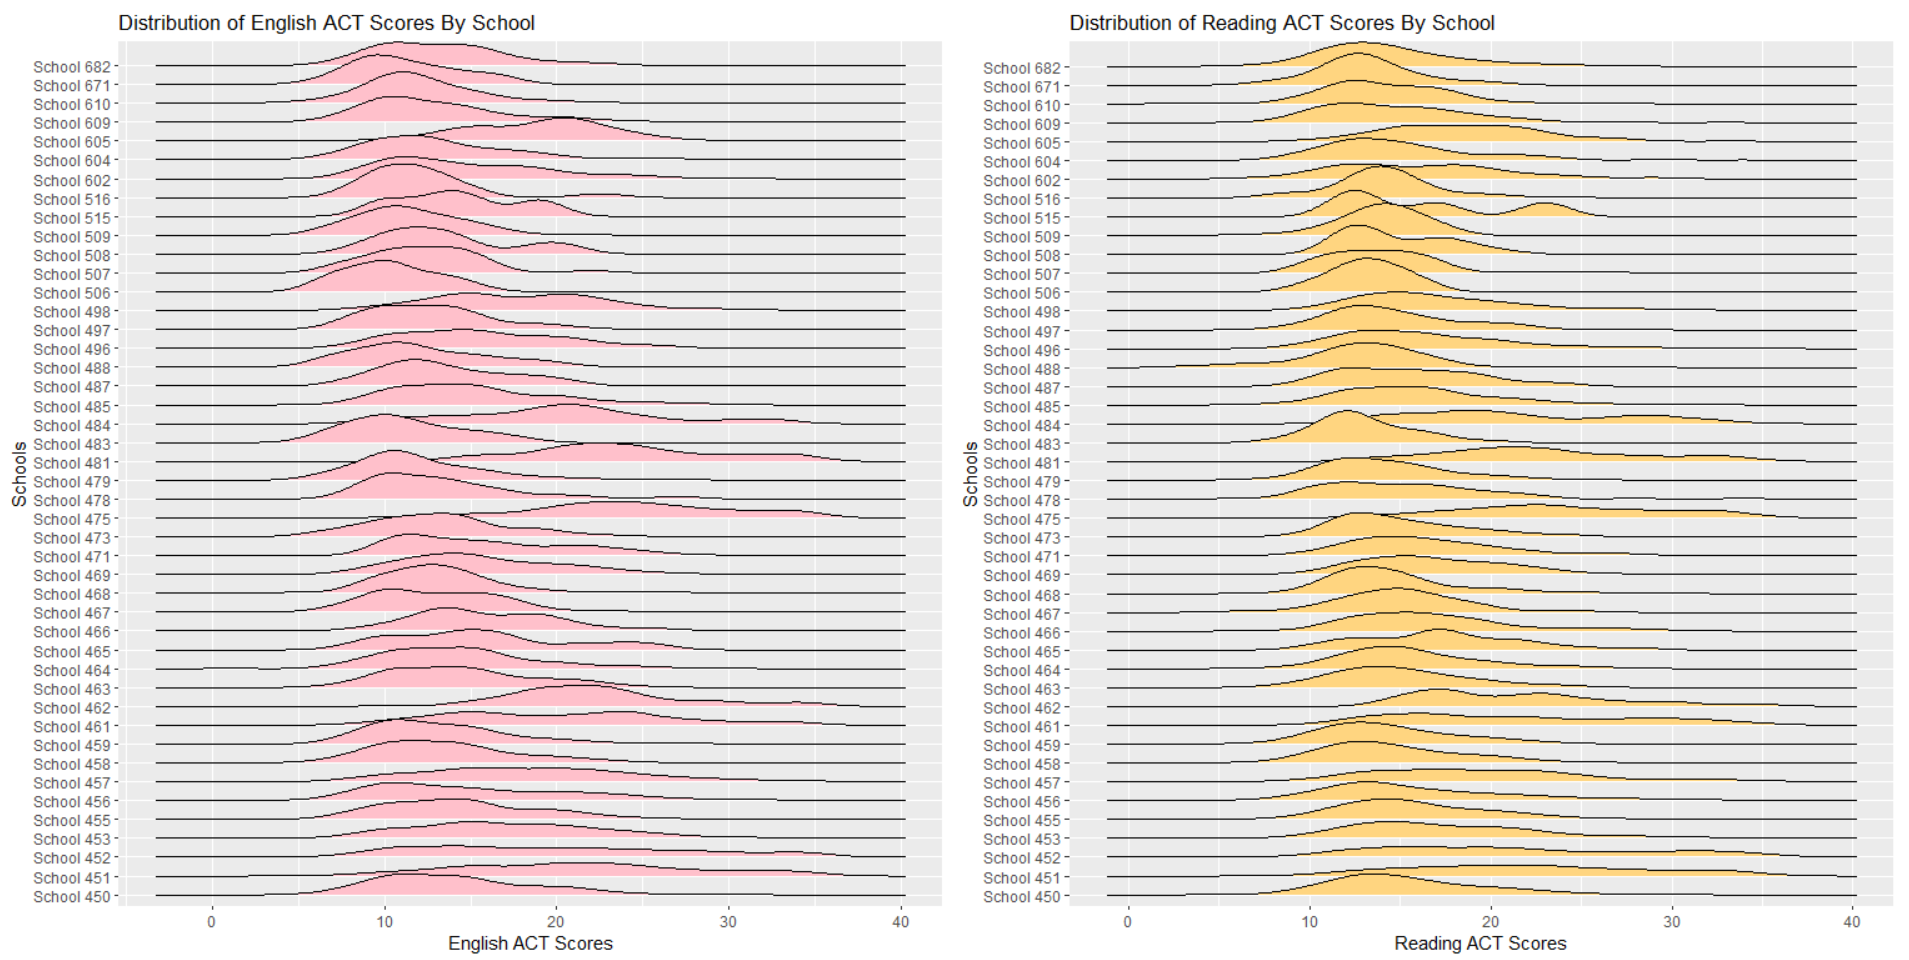 Distribution of English ACT Scores By School
School 682
School 671
School 610
School 609
School 605
School 604
School 602
School 516
School 515
School 509
School 508
School 507
School 506
School 498
School 497
School 496
School 488
School 487
School 485
School 484
School 483
School 481
School 479
School 478
School 475
School 473
School 471
School 469
School 468
School 467
School 466
School 465
School 464
School 463
School 462
School 461
School 459
School 458
School 457
School 456
School 455
School 453
School 452
School 451
School 450
Schools
0 10 20 30 40
English ACT Scores
Distribution of Reading ACT Scores By School
School 682
School 671
School 610
School 609
School 605
School 604
School 602
School 516
School 515
School 509
School 508
School 507
School 506
School 498
School 497
School 496
School 488
School 487
School 485
School 484
School 483
School 481
School 479
School 478
School 475
School 473
School 471
School 469
School 468
School 467
School 466
School 465
School 464
School 463
School 462
School 461
School 459
School 458
School 457
School 456
School 455
School 453
School 452
School 451
School 450
Schools
0 10 20 30 40
Reading ACT Scores